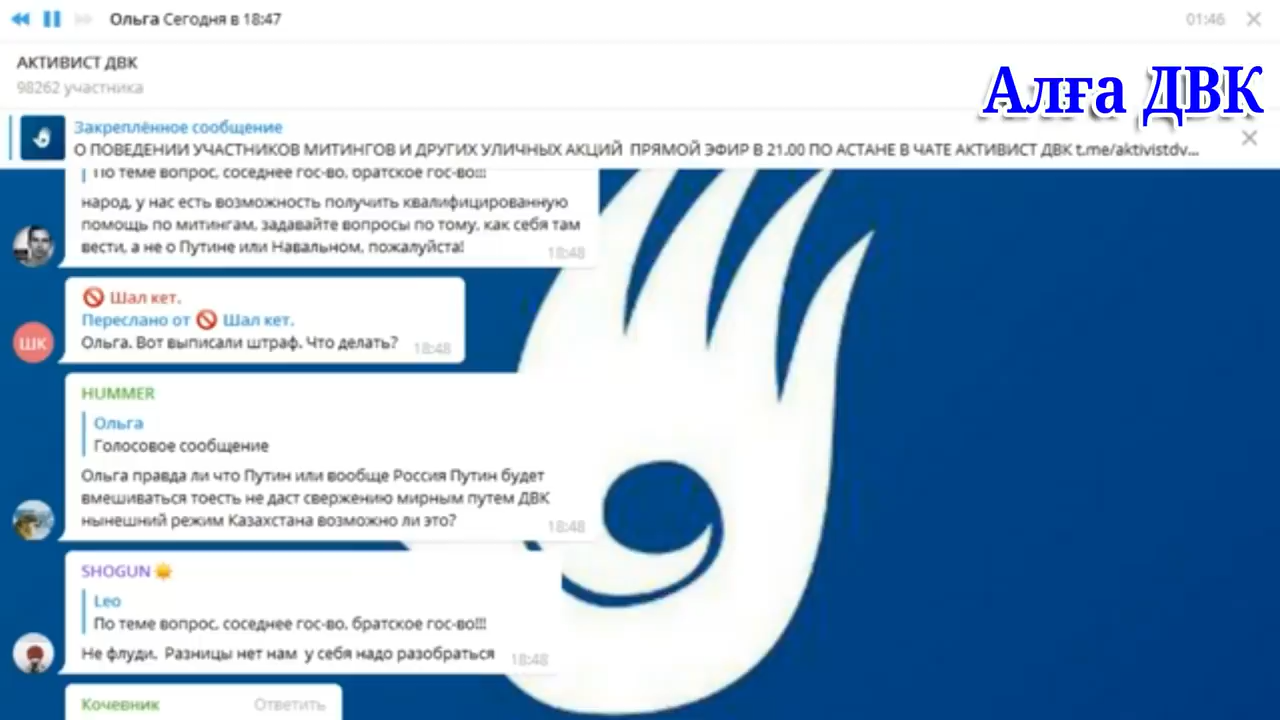 Ольга Сегодня в 18:47
01:46
АКТИВИСТ ДВК
98262 участника
Алға ДВК
Закреплённое сообщение
О ПОВЕДЕНИИ УЧАСТНИКОВ МИТИНГОВ И ДРУГИХ УЛИЧНЫХ АКЦИЙ ПРЯМОЙ ЭФИР В 21.00 ПО АСТАНЕ В ЧАТЕ АКТИВИСТ ДВК t.me/aktivistdv...
По теме вопрос, соседнее гос-во, братское гос-во!!!
народ, у нас есть возможность получить квалифицированную
помощь по митингам, задавайте вопросы по тому, как себя там
вести, а не о Путине или Навальном, пожалуйста!
18:48
Шал кет.
Переслано от Шал кет.
Ольга. Вот выписали штраф. Что делать?
18:48
ШК
HUMMER
Ольга
Голосовое сообщение
Ольга правда ли что Путин или вообще Россия Путин будет
вмешиваться тоесть не даст свержению мирным путем ДВК
нынешний режим Казахстана возможно ли это?
18:48
SHOGUN
Leo
По теме вопрос, соседнее гос-во, братское гос-во!!!
Не флуди. Разницы нет нам у себя надо разобраться
18:48
Кочевник
Ответить